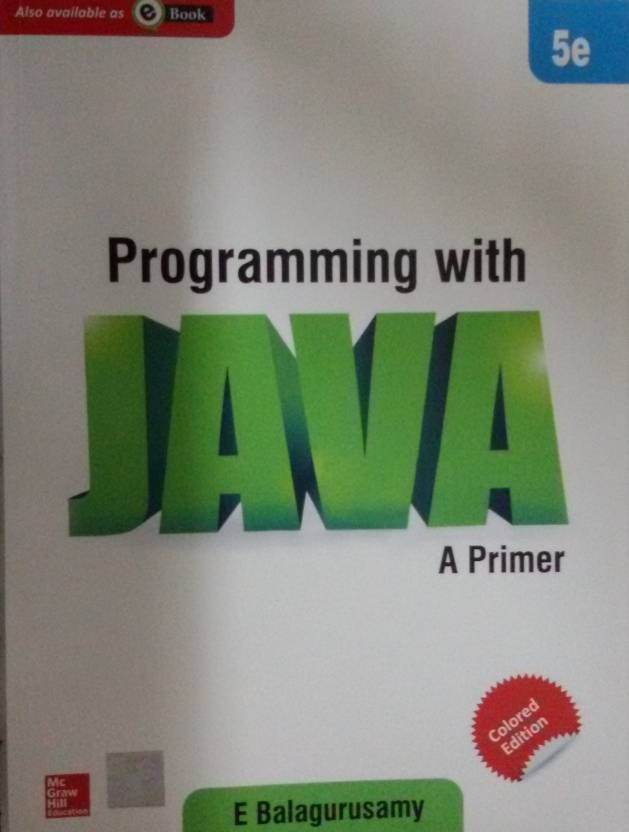 Also available as e Book
5e
Programming with
JAVA
A Primer
Colored
Edition
Mc
Graw
Hill
Education
E Balagurusamy